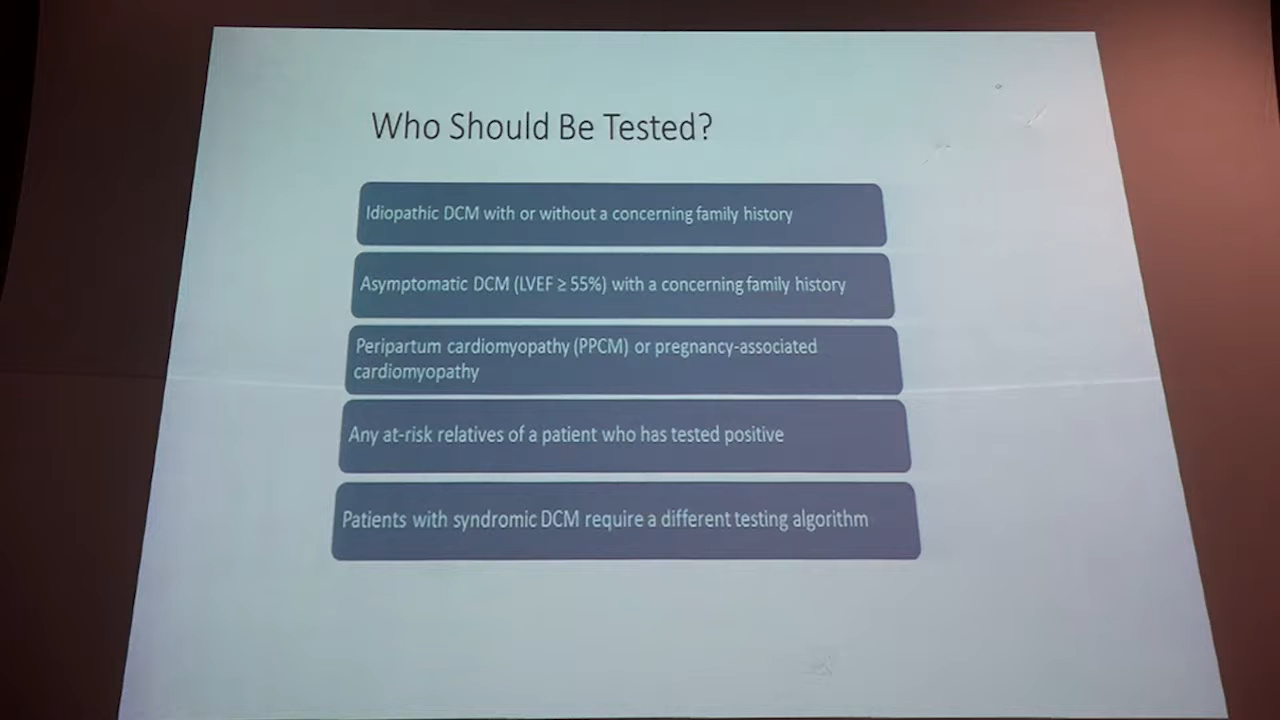 Who Should Be Tested?
Idiopathic DCM with or without a concerning family history
Asymptomatic DCM (LVEF ≥ 55%) with a concerning family history
Peripartum cardiomyopathy (PPCM) or pregnancy-associated
cardiomyopathy
Any at-risk relatives of a patient who has tested positive
Patients with syndromic DCM require a different testing algorithm